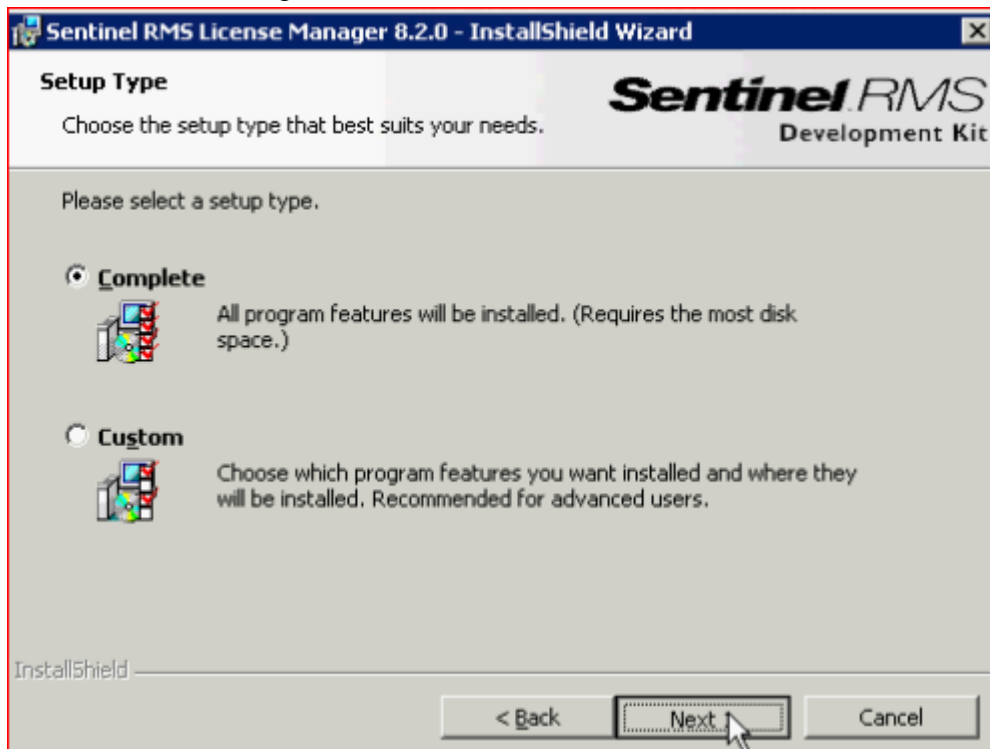 Sentinel RMS License Manager 8.2.0 - InstallShield Wizard
Setup Type
Choose the setup type that best suits your needs.
Sentinel RMS
Development Kit
Please select a setup type.
Complete
All program features will be installed. (Requires the most disk
space.)
Custom
Choose which program features you want installed and where they
will be installed. Recommended for advanced users.
InstallShield
< Back
Next
Cancel